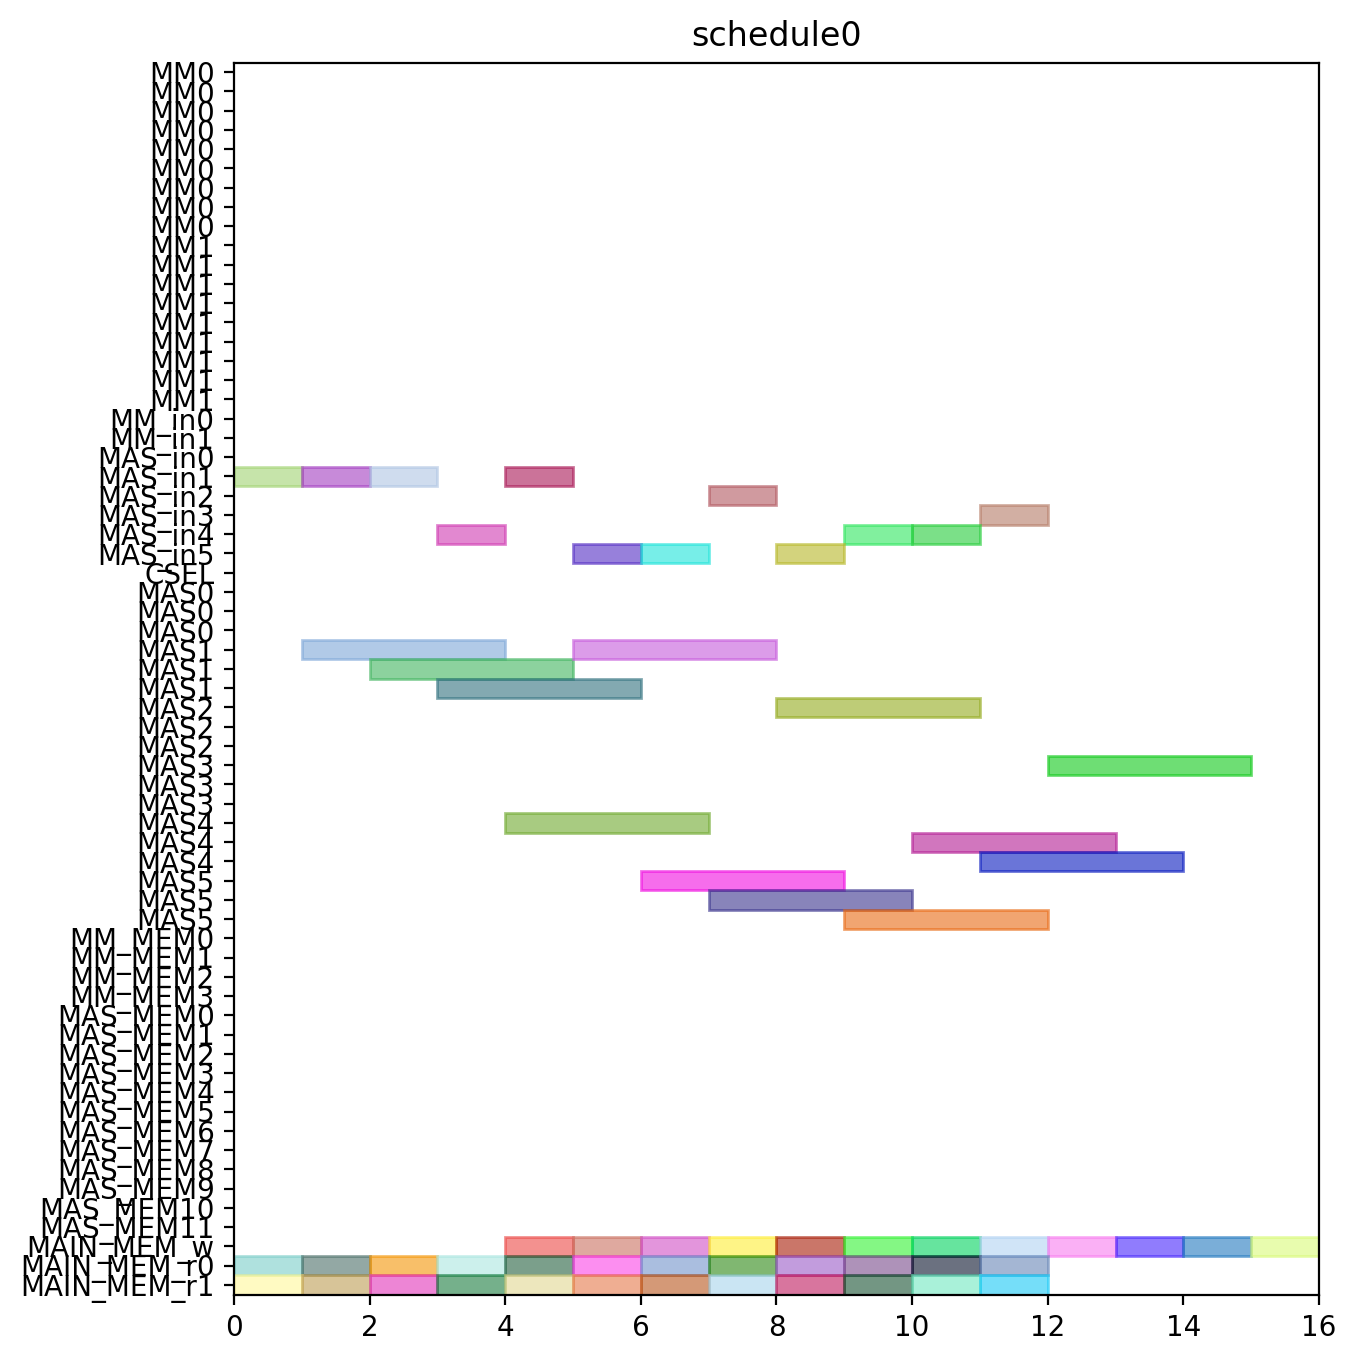 schedule0
MM0
MM0
MM0
MM0
MM0
MM0
MM0
MM0
MM0
MM1
MM1
MM1
MM1
MM1
MM1
MM1
MM1
MM1
MM_in0
MM_in1
MAS_in0
MAS_in1
MAS_in2
MAS_in3
MAS_in4
MAS_in5
CSEL
MAS0
MAS0
MAS0
MAS1
MAS1
MAS1
MAS2
MAS2
MAS2
MAS3
MAS3
MAS3
MAS4
MAS4
MAS4
MAS5
MAS5
MAS5
MM_MEM0
MM_MEM1
MM_MEM2
MM_MEM3
MAS_MEM0
MAS_MEM1
MAS_MEM2
MAS_MEM3
MAS_MEM4
MAS_MEM5
MAS_MEM6
MAS_MEM7
MAS_MEM8
MAS_MEM9
MAS_MEM10
MAS_MEM11
MAIN_MEM_w
MAIN_MEM_r0
MAIN_MEM_r1
0 2 4 6 8 10 12 14 16